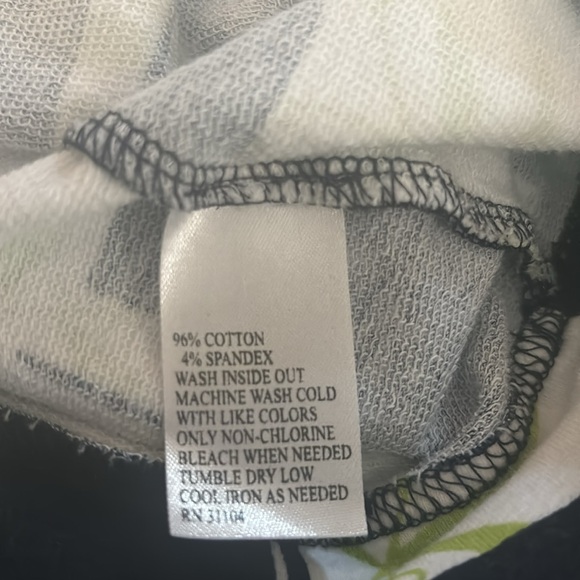 96% COTTON
4% SPANDEX
WASH INSIDE OUT
MACHINE WASH COLD
WITH LIKE COLORS
ONLY NON-CHLORINE
BLEACH WHEN NEEDED
TUMBLE DRY LOW
COOL IRON AS NEEDED
RN 31104